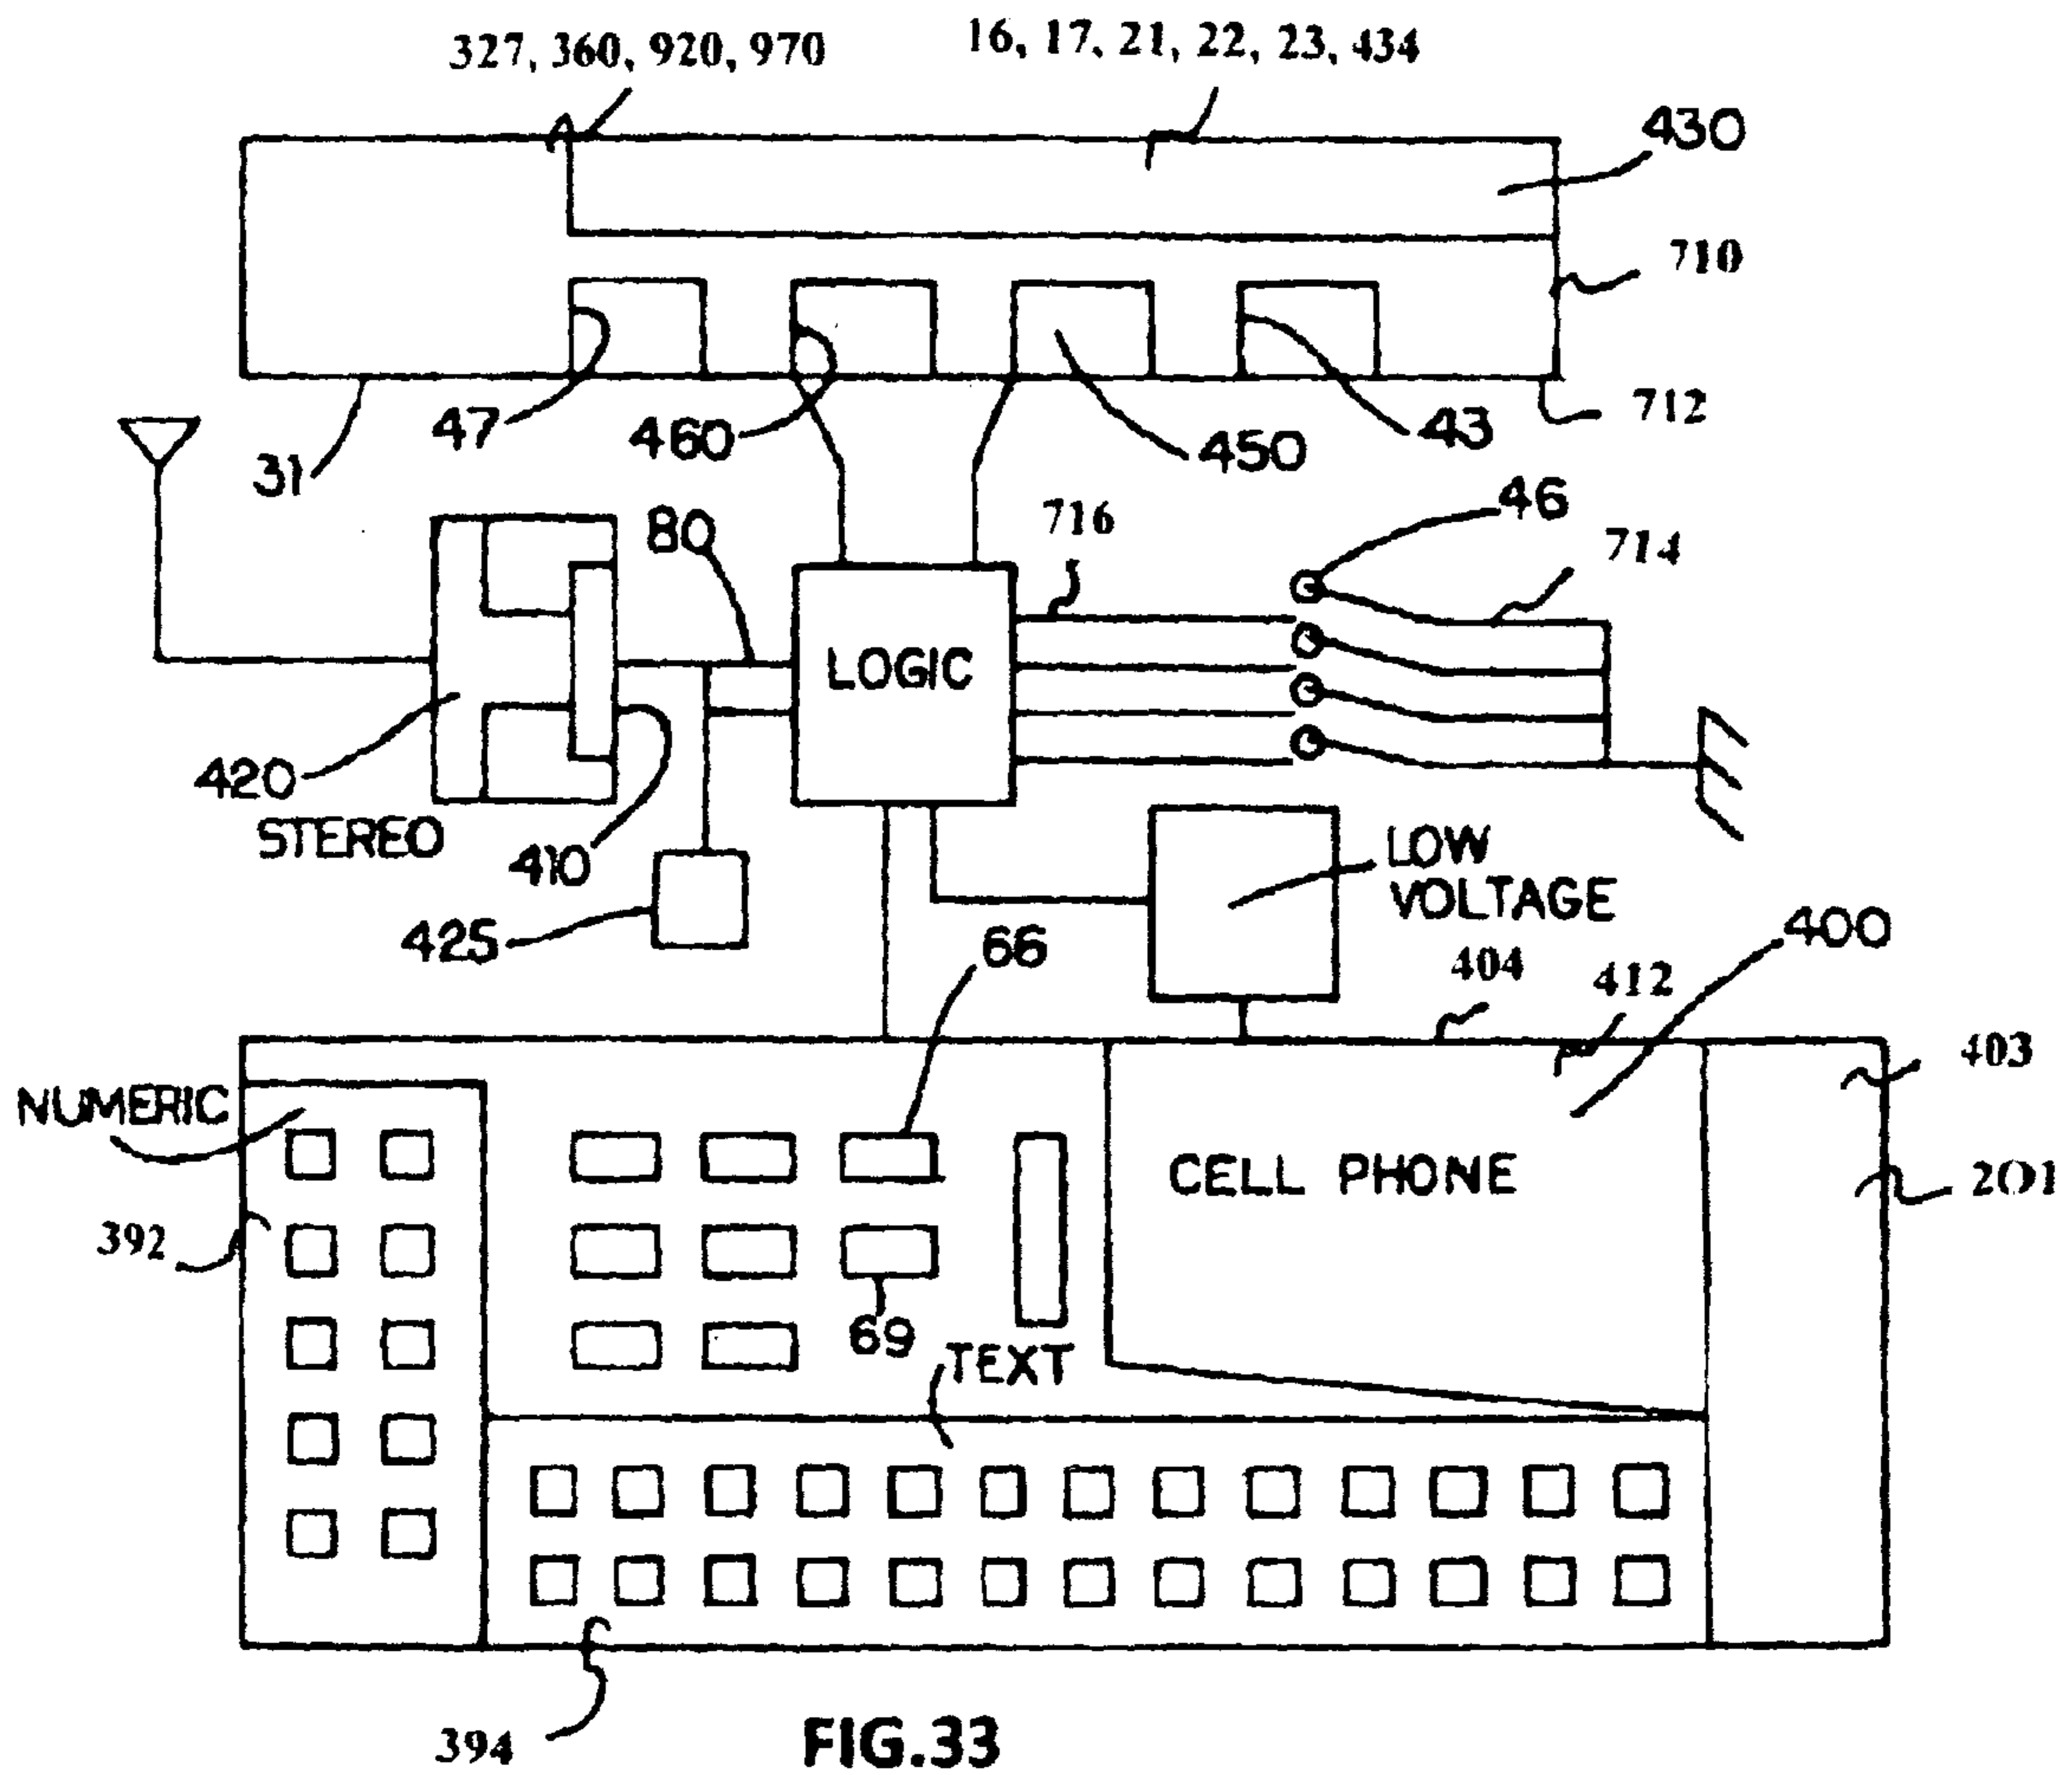 327, 360, 920, 970
16, 17, 21, 22, 23, 434
430
710
47
460
450
43
712
31
80
716
46
714
LOGIC
420
STEREO
410
425
LOW
VOLTAGE
66
404
412
400
403
NUMERIC
CELL PHONE
201
392
69
TEXT
394
FIG.33